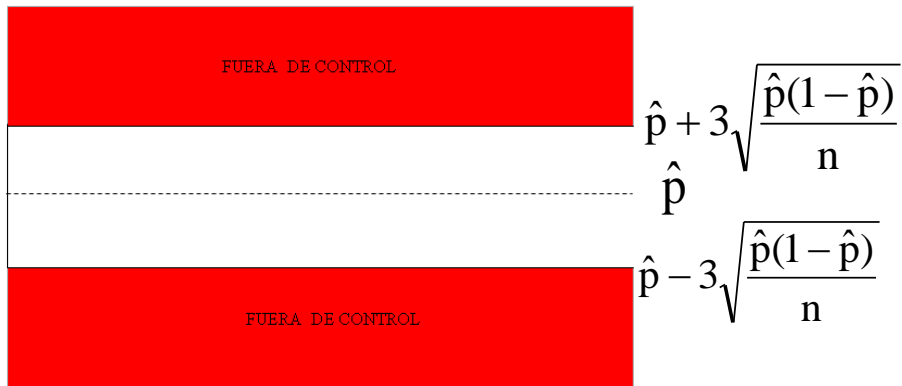 FUERA DE CONTROL
p̂ + 3√(p̂(1 − p̂)/n)
p̂
p̂ − 3√(p̂(1 − p̂)/n)
FUERA DE CONTROL